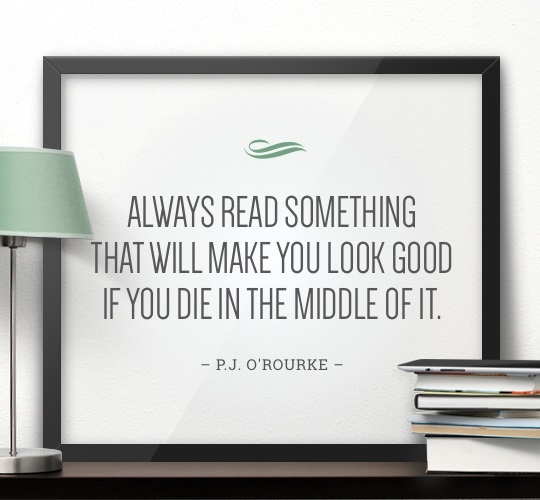 ALWAYS READ SOMETHING
THAT WILL MAKE YOU LOOK GOOD
IF YOU DIE IN THE MIDDLE OF IT.
– P.J. O'ROURKE –